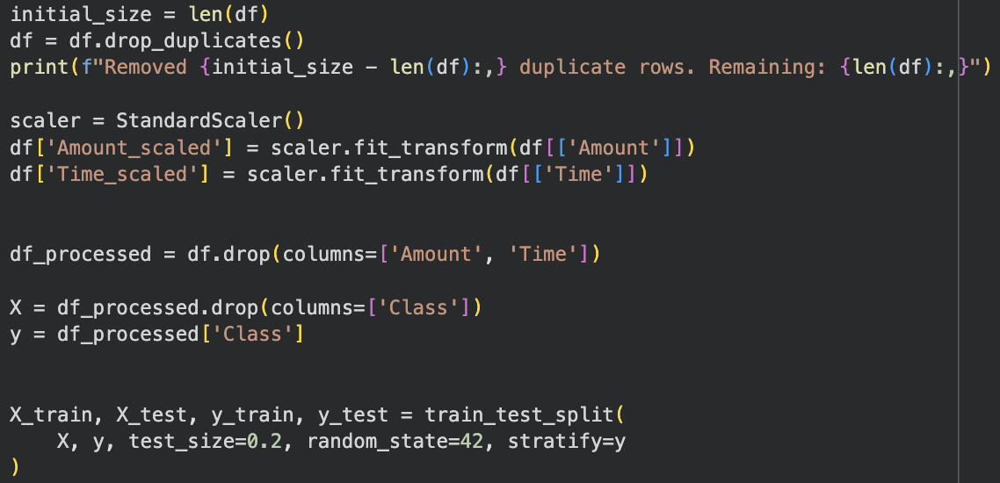 initial_size = len(df)
df = df.drop_duplicates()
print(f"Removed {initial_size - len(df):,} duplicate rows. Remaining: {len(df):,}")
scaler = StandardScaler()
df['Amount_scaled'] = scaler.fit_transform(df[['Amount']])
df['Time_scaled'] = scaler.fit_transform(df[['Time']])
df_processed = df.drop(columns=['Amount', 'Time'])
X = df_processed.drop(columns=['Class'])
y = df_processed['Class']
X_train, X_test, y_train, y_test = train_test_split(
    X, y, test_size=0.2, random_state=42, stratify=y
)